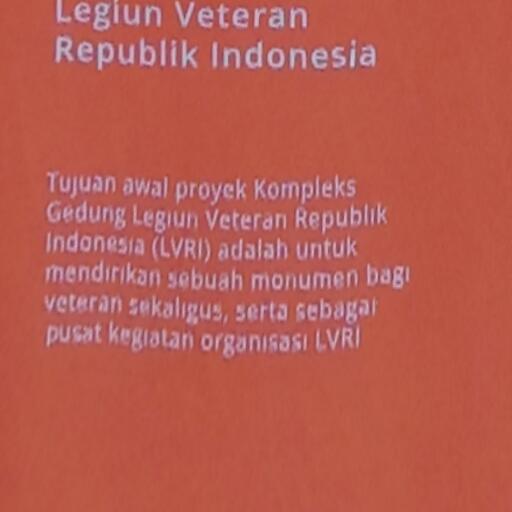 Legiun Veteran
Republik Indonesia
Tujuan awal proyek Kompleks
Gedung Legiun Veteran Republik
Indonesia (LVRI) adalah untuk
mendirikan sebuah monumen bagi
veteran sekaligus, serta sebagai
pusat kegiatan organisasi LVRI